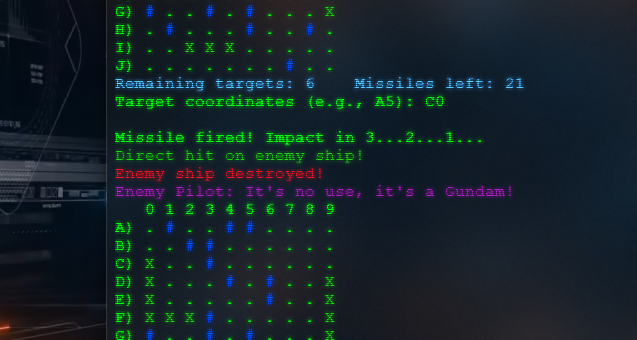 G) # . . # . # . . . X
H) . # . . . # . . # .
I) . . X X X . . . . .
J) . . . . . . . # . .
Remaining targets: 6    Missiles left: 21
Target coordinates (e.g., A5): C0
Missile fired! Impact in 3...2...1...
Direct hit on enemy ship!
Enemy ship destroyed!
Enemy Pilot: It's no use, it's a Gundam!
0 1 2 3 4 5 6 7 8 9
A) . # . . # # . . . .
B) . . # # . . . . . .
C) X . . # . . . . . .
D) X . . . # . # . . X
E) X . . . . . # . . X
F) X X X # . . . . . X
G) # . . # . # . . . X